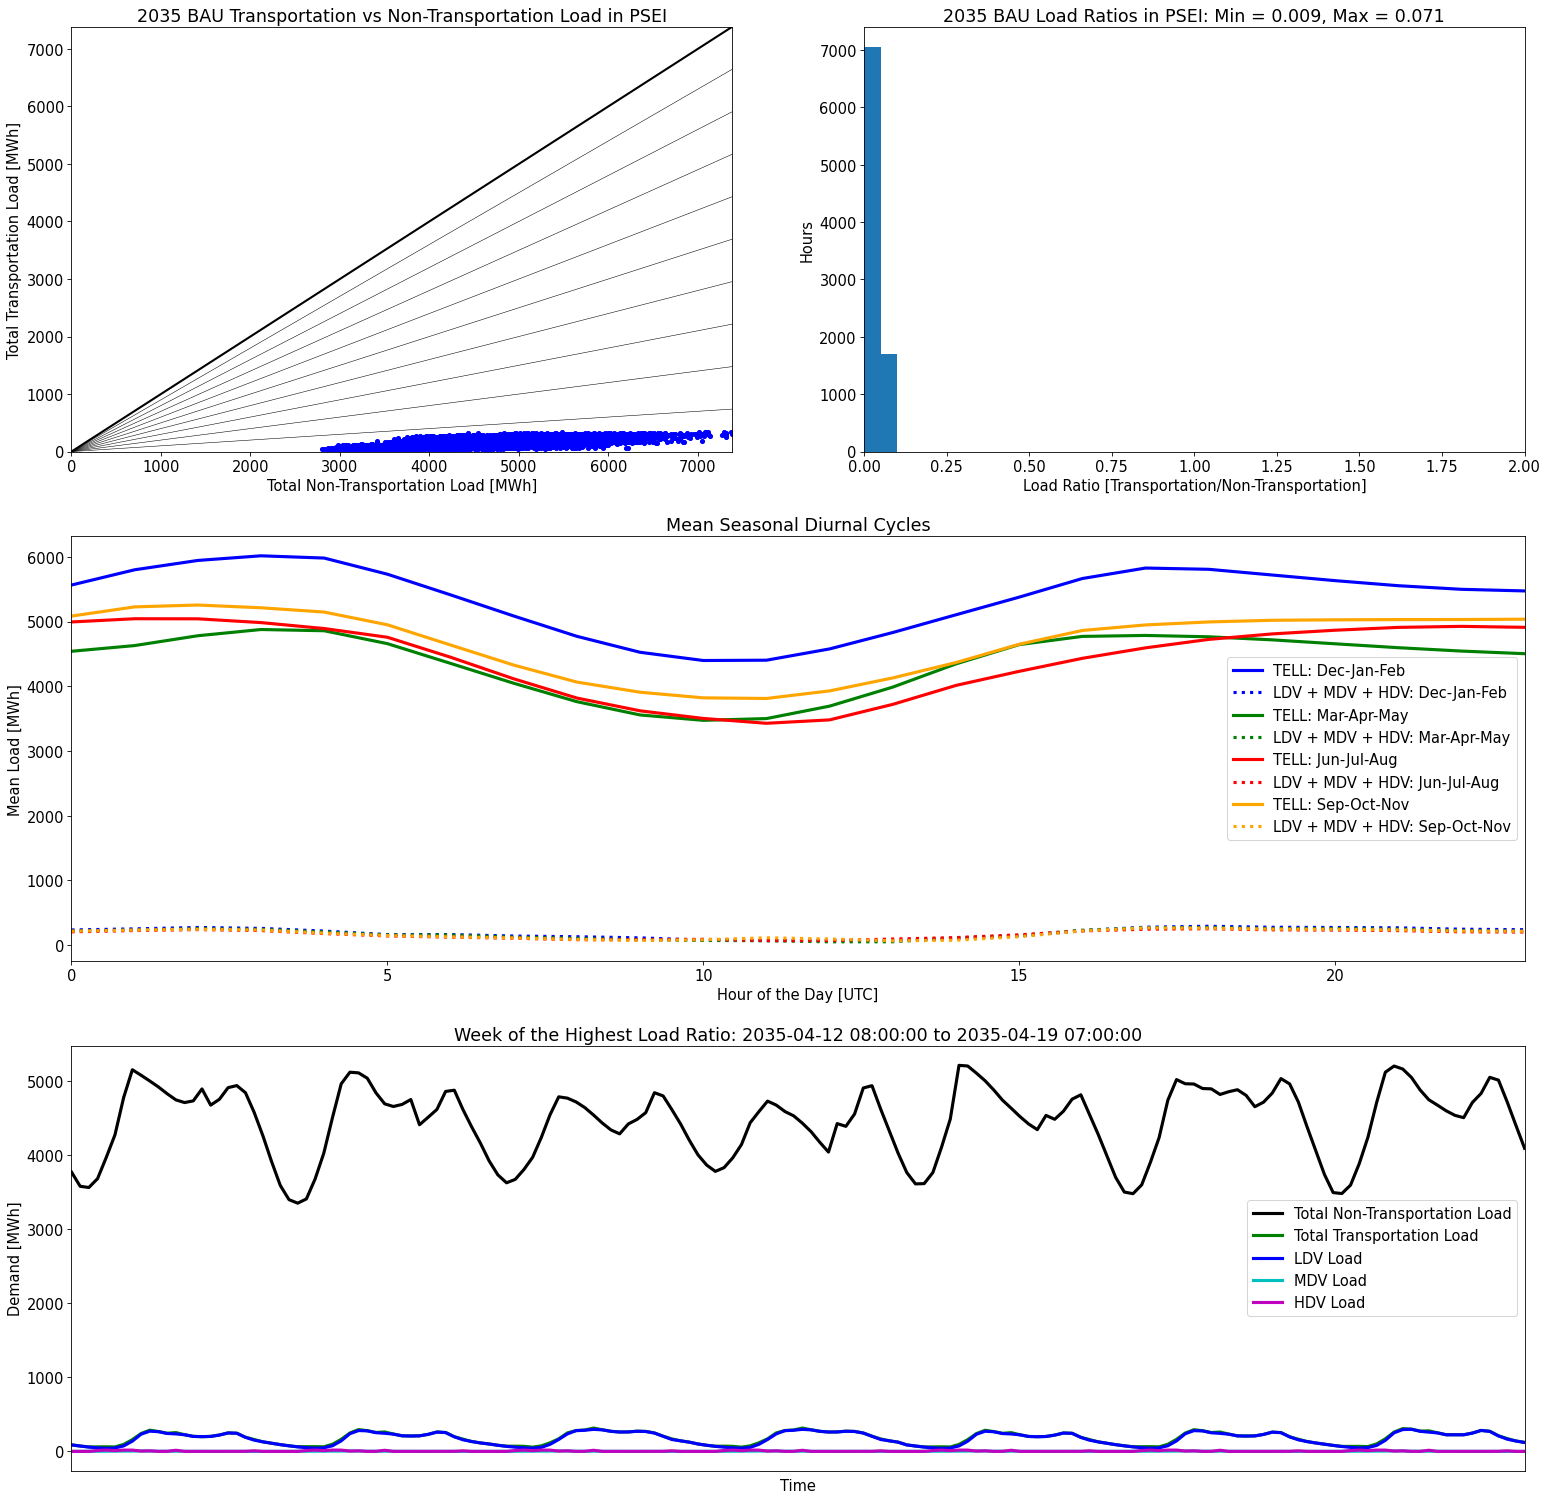 2035 BAU Transportation vs Non-Transportation Load in PSEI
Total Transportation Load [MWh]
7000
6000
5000
4000
3000
2000
1000
0
0 1000 2000 3000 4000 5000 6000 7000
Total Non-Transportation Load [MWh]
2035 BAU Load Ratios in PSEI: Min = 0.009, Max = 0.071
Hours
7000
6000
5000
4000
3000
2000
1000
0
0.00 0.25 0.50 0.75 1.00 1.25 1.50 1.75 2.00
Load Ratio [Transportation/Non-Transportation]
Mean Seasonal Diurnal Cycles
Mean Load [MWh]
6000
5000
4000
3000
2000
1000
0
TELL: Dec-Jan-Feb
LDV + MDV + HDV: Dec-Jan-Feb
TELL: Mar-Apr-May
LDV + MDV + HDV: Mar-Apr-May
TELL: Jun-Jul-Aug
LDV + MDV + HDV: Jun-Jul-Aug
TELL: Sep-Oct-Nov
LDV + MDV + HDV: Sep-Oct-Nov
0 5 10 15 20
Hour of the Day [UTC]
Week of the Highest Load Ratio: 2035-04-12 08:00:00 to 2035-04-19 07:00:00
Demand [MWh]
5000
4000
3000
2000
1000
0
Total Non-Transportation Load
Total Transportation Load
LDV Load
MDV Load
HDV Load
Time